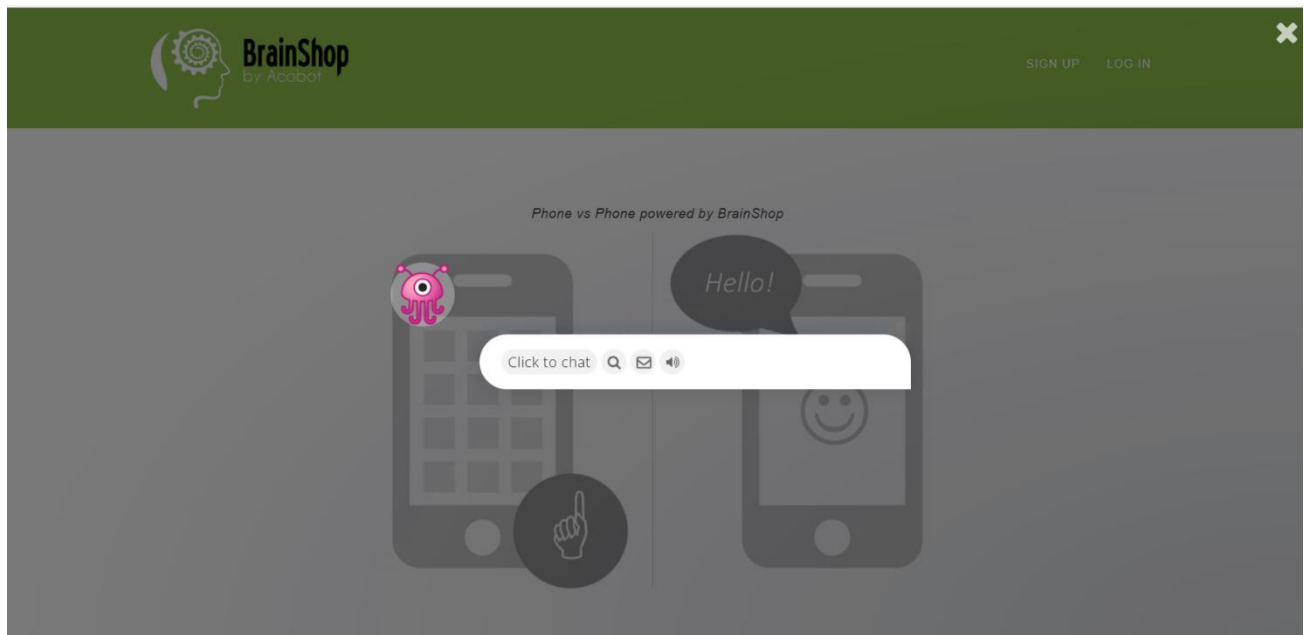 BrainShop
by Acobot
SIGN UP LOG IN
Phone vs Phone powered by BrainShop
Hello!
Click to chat